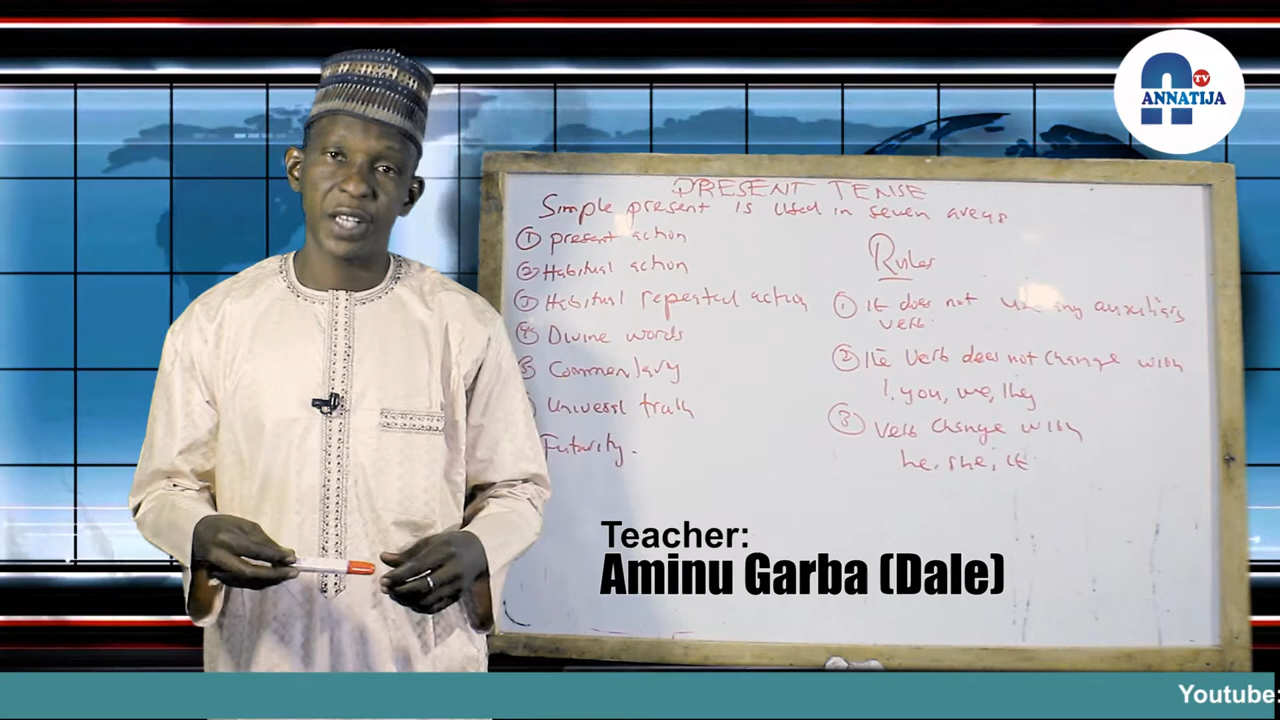 TV
ANNATIJA
PRESENT TENSE
Simple present is used in seven areas
① present action
② Habitual action
③ Habitual repeated action
④ Divine words
Commentary
Universl truth
Futurity.
Rules
① It does not use any auxiliary
verb.
② The verb does not change with
I, you, we, they
③ Verb change with
he, she, it
Teacher:
Aminu Garba (Dale)
Youtube: